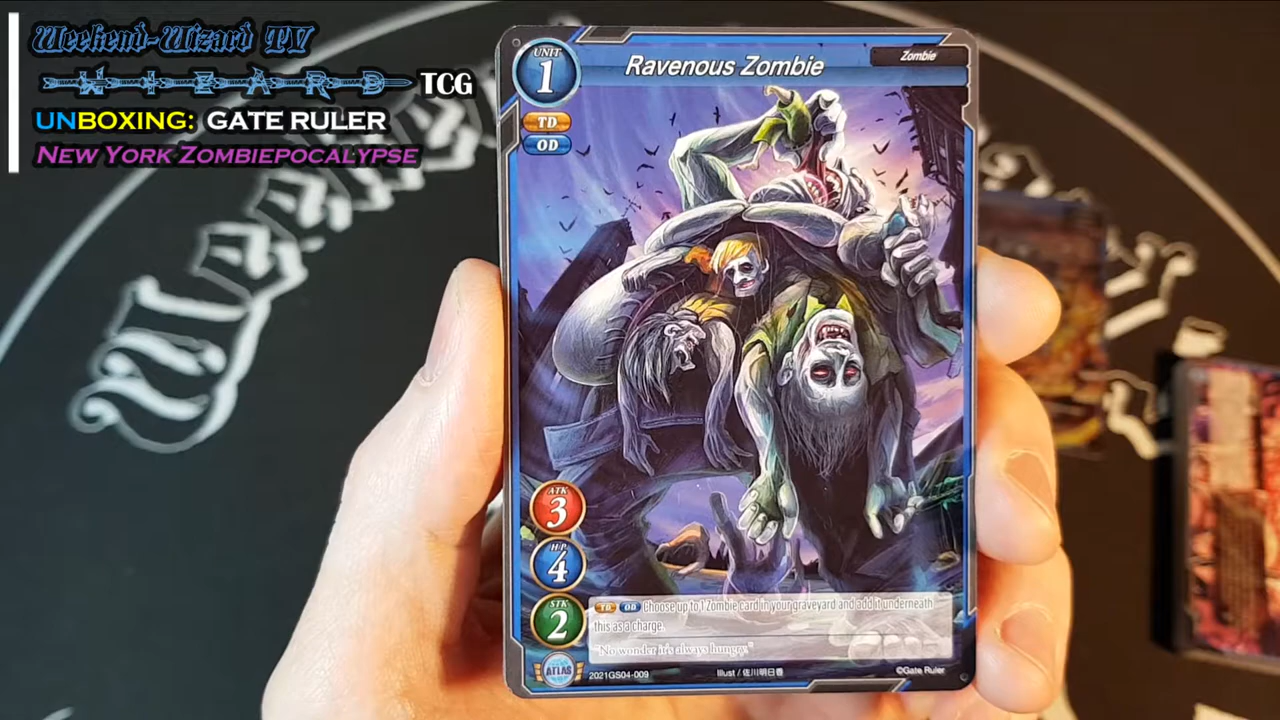 Weekend-Wizard TV
WIZARD TCG
UNBOXING: GATE RULER
NEW YORK ZOMBIEPOCALYPSE
UNIT
1
Ravenous Zombie
Zombie
TD
OD
ATK
3
H.P.
4
STK
2
TD OD Choose up to 1 Zombie card in your graveyard and add it underneath
this as a charge.
"No wonder it's always hungry."
ATLAS
2021GS04-009
Illust / 佐川明日香
©Gate Ruler